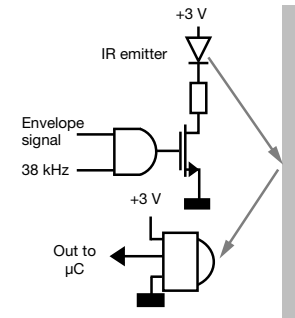 +3 V
IR emitter
Envelope
signal
38 kHz
+3 V
Out to
µC